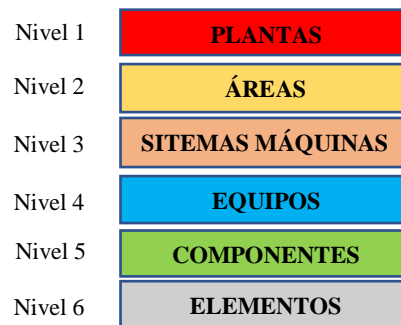 Nivel 1 PLANTAS
Nivel 2 ÁREAS
Nivel 3 SITEMAS MÁQUINAS
Nivel 4 EQUIPOS
Nivel 5 COMPONENTES
Nivel 6 ELEMENTOS